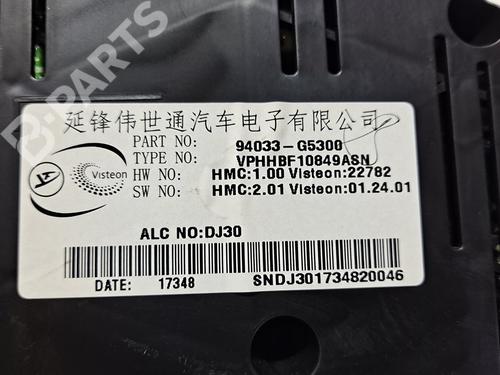 B-PARTS
延锋伟世通汽车电子有限公司
PART NO: 94033-G5300
TYPE NO: VPHHBF10849ASN
Visteon
HW NO: HMC:1.00 Visteon:22782
SW NO: HMC:2.01 Visteon:01.24.01
ALC NO:DJ30
DATE: 17348 SNDJ301734820046